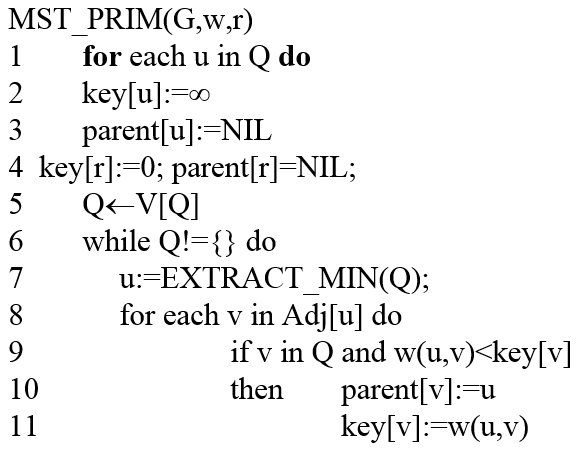 MST_PRIM(G,w,r)
1 for each u in Q do
2 key[u]:=∞
3 parent[u]:=NIL
4 key[r]:=0; parent[r]=NIL;
5 Q←V[Q]
6 while Q!={} do
7 u:=EXTRACT_MIN(Q);
8 for each v in Adj[u] do
9 if v in Q and w(u,v)<key[v]
10 then parent[v]:=u
11 key[v]:=w(u,v)